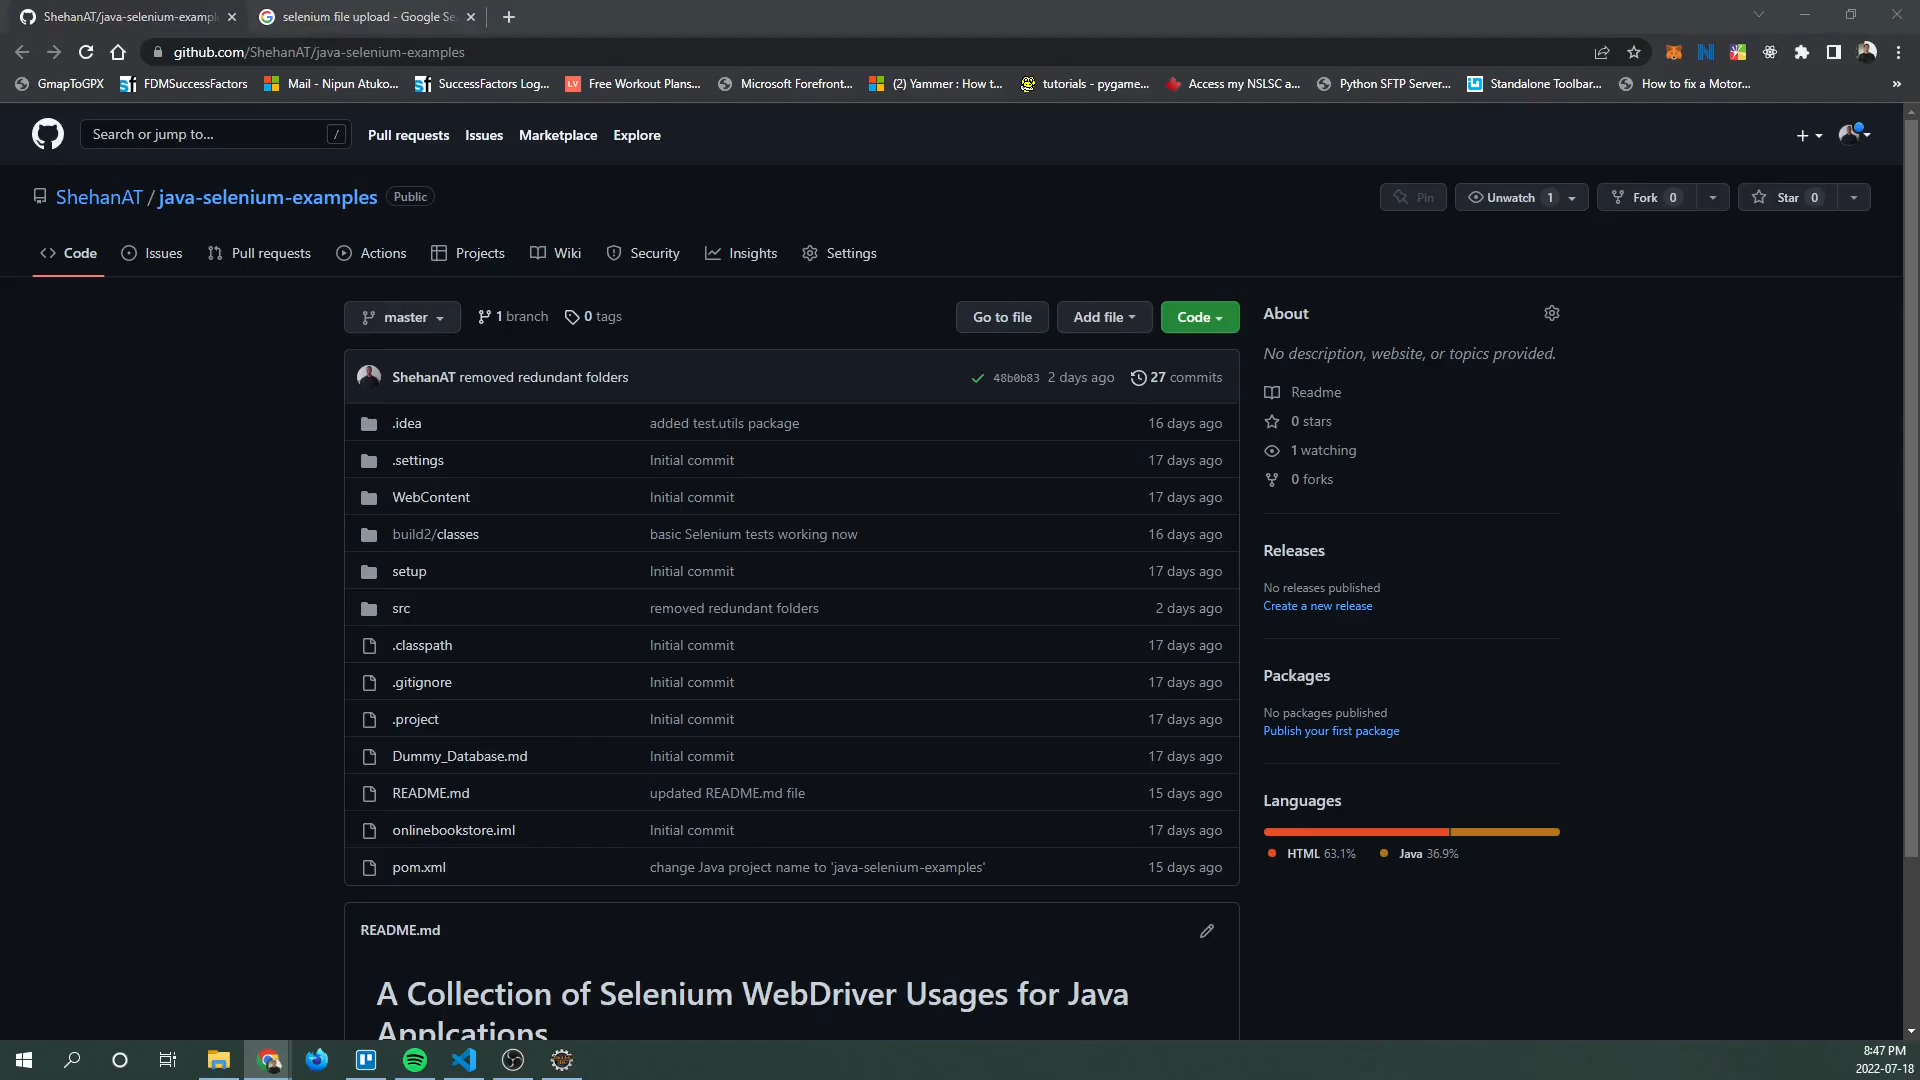 ShehanAT/java-selenium-exampl
selenium file upload - Google Se
github.com/ShehanAT/java-selenium-examples
GmapToGPX
FDMSuccessFactors
Mail - Nipun Atuko...
SuccessFactors Log...
LV
Free Workout Plans...
Microsoft Forefront...
(2) Yammer : How t...
tutorials - pygame...
Access my NSLSC a...
Python SFTP Server...
Standalone Toolbar...
How to fix a Motor...
»
Search or jump to...
/
Pull requests
Issues
Marketplace
Explore
ShehanAT / java-selenium-examples
Public
Pin
Unwatch 1
Fork 0
Star 0
Code
Issues
Pull requests
Actions
Projects
Wiki
Security
Insights
Settings
master
1 branch
0 tags
Go to file
Add file
Code
ShehanAT removed redundant folders
48b0b83 2 days ago
27 commits
.idea
added test.utils package
16 days ago
.settings
Initial commit
17 days ago
WebContent
Initial commit
17 days ago
build2/classes
basic Selenium tests working now
16 days ago
setup
Initial commit
17 days ago
src
removed redundant folders
2 days ago
.classpath
Initial commit
17 days ago
.gitignore
Initial commit
17 days ago
.project
Initial commit
17 days ago
Dummy_Database.md
Initial commit
17 days ago
README.md
updated README.md file
15 days ago
onlinebookstore.iml
Initial commit
17 days ago
pom.xml
change Java project name to 'java-selenium-examples'
15 days ago
README.md
A Collection of Selenium WebDriver Usages for Java
Applcations
About
No description, website, or topics provided.
Readme
0 stars
1 watching
0 forks
Releases
No releases published
Create a new release
Packages
No packages published
Publish your first package
Languages
HTML 63.1%
Java 36.9%
8:47 PM
2022-07-18